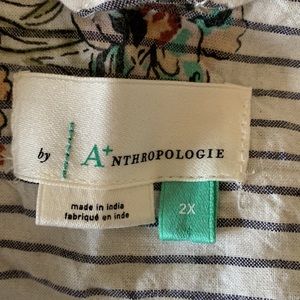 by A+NTHROPOLOGIE
made in india
fabriqué en inde
2X